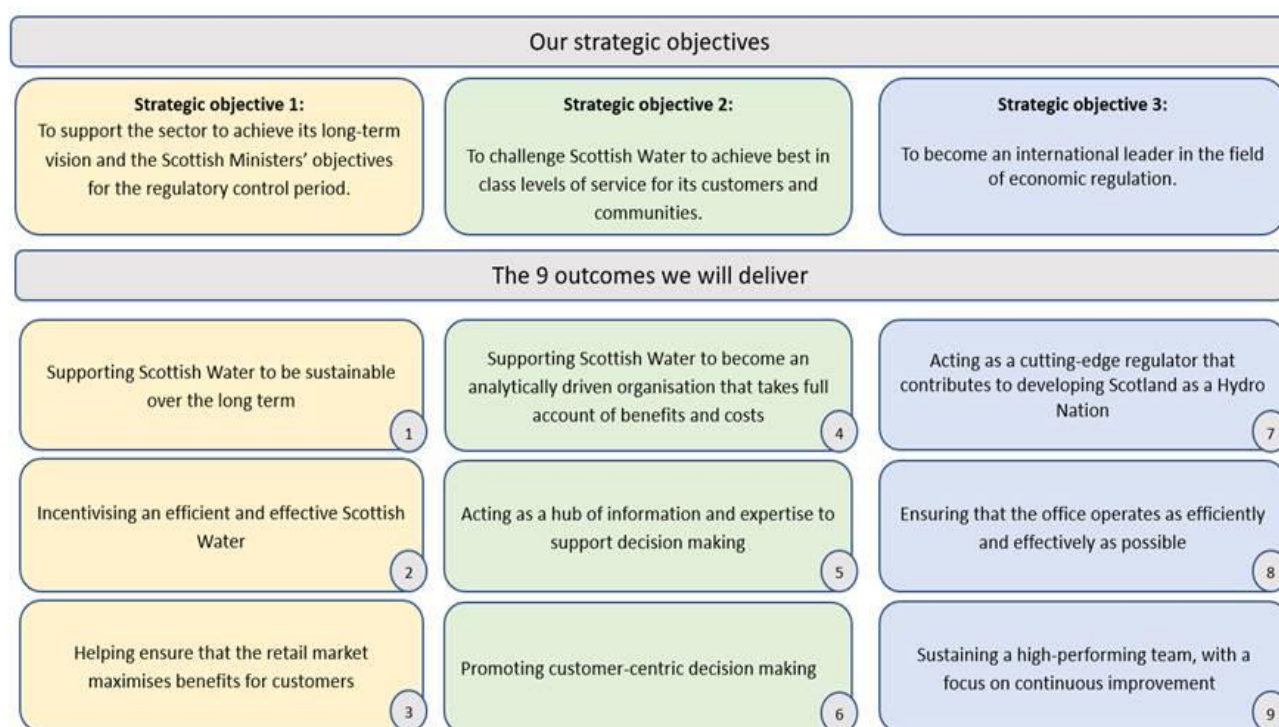 Our strategic objectives
Strategic objective 1:
To support the sector to achieve its long-term
vision and the Scottish Ministers’ objectives
for the regulatory control period.
Strategic objective 2:
To challenge Scottish Water to achieve best in
class levels of service for its customers and
communities.
Strategic objective 3:
To become an international leader in the field
of economic regulation.
The 9 outcomes we will deliver
Supporting Scottish Water to be sustainable
over the long term
1
Supporting Scottish Water to become an
analytically driven organisation that takes full
account of benefits and costs
4
Acting as a cutting-edge regulator that
contributes to developing Scotland as a Hydro
Nation
7
Incentivising an efficient and effective Scottish
Water
2
Acting as a hub of information and expertise to
support decision making
5
Ensuring that the office operates as efficiently
and effectively as possible
8
Helping ensure that the retail market
maximises benefits for customers
3
Promoting customer-centric decision making
6
Sustaining a high-performing team, with a
focus on continuous improvement
9